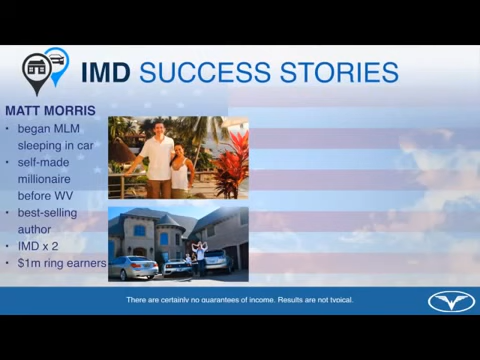 IMD SUCCESS STORIES
MATT MORRIS
• began MLM
sleeping in car
• self-made
millionaire
before WV
• best-selling
author
• IMD x 2
• $1m ring earners
There are certainly no guarantees of income. Results are not typical.